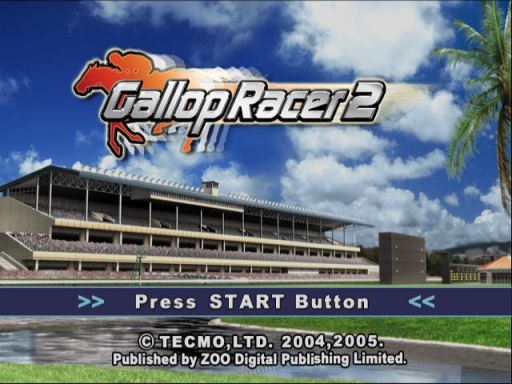 Gallop Racer 2
>> Press START Button <<
© TECMO,LTD. 2004,2005.
Published by ZOO Digital Publishing Limited.